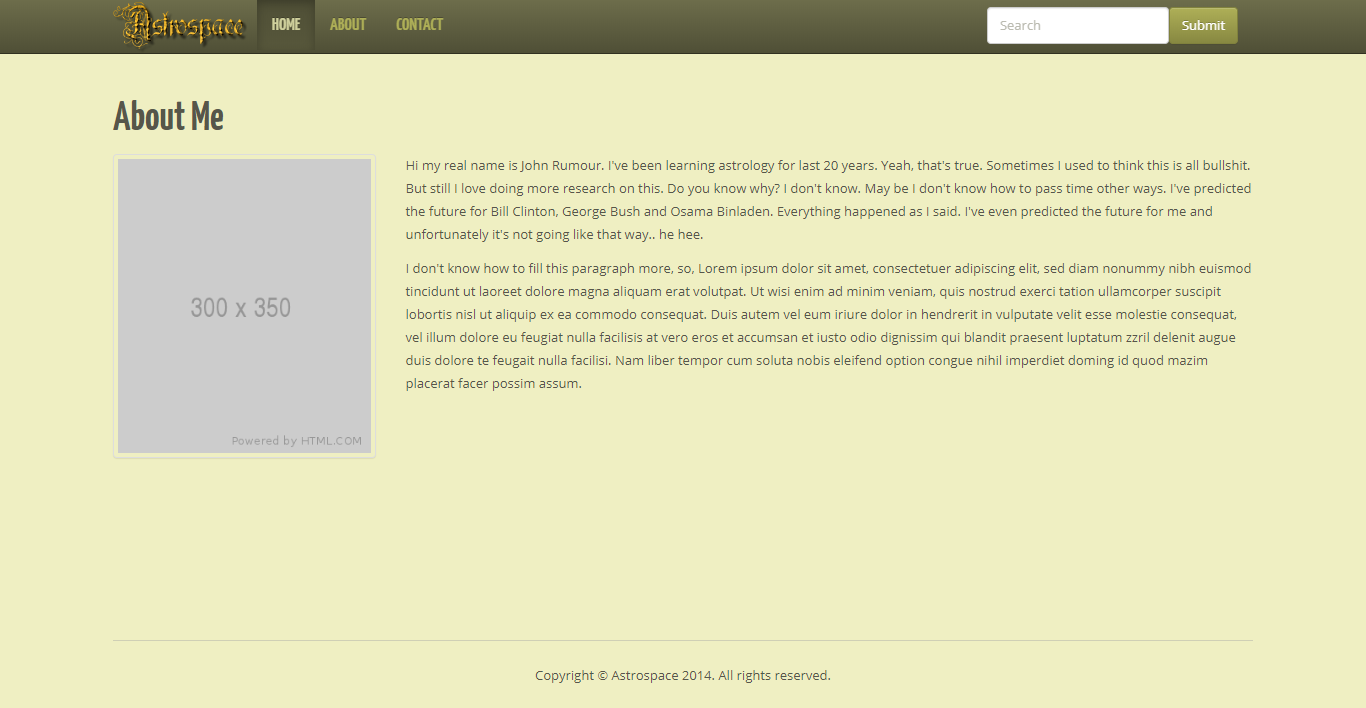 Astrospace
HOME
ABOUT
CONTACT
Search
Submit
About Me
300 x 350
Powered by HTML.COM
Hi my real name is John Rumour. I've been learning astrology for last 20 years. Yeah, that's true. Sometimes I used to think this is all bullshit.
But still I love doing more research on this. Do you know why? I don't know. May be I don't know how to pass time other ways. I've predicted
the future for Bill Clinton, George Bush and Osama Binladen. Everything happened as I said. I've even predicted the future for me and
unfortunately it's not going like that way.. he hee.
I don't know how to fill this paragraph more, so, Lorem ipsum dolor sit amet, consectetuer adipiscing elit, sed diam nonummy nibh euismod
tincidunt ut laoreet dolore magna aliquam erat volutpat. Ut wisi enim ad minim veniam, quis nostrud exerci tation ullamcorper suscipit
lobortis nisl ut aliquip ex ea commodo consequat. Duis autem vel eum iriure dolor in hendrerit in vulputate velit esse molestie consequat,
vel illum dolore eu feugiat nulla facilisis at vero eros et accumsan et iusto odio dignissim qui blandit praesent luptatum zzril delenit augue
duis dolore te feugait nulla facilisi. Nam liber tempor cum soluta nobis eleifend option congue nihil imperdiet doming id quod mazim
placerat facer possim assum.
Copyright © Astrospace 2014. All rights reserved.